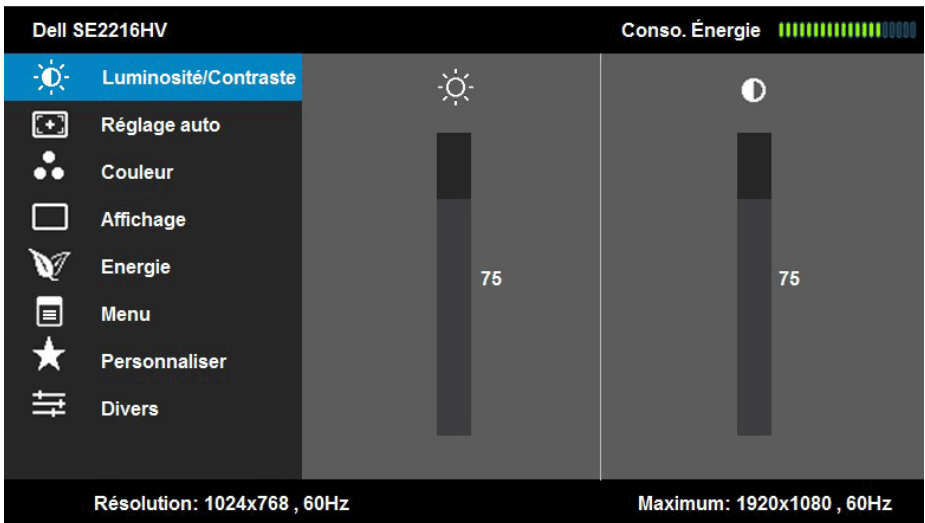 Dell SE2216HV
Conso. Énergie
Luminosité/Contraste
Réglage auto
Couleur
Affichage
Energie
Menu
Personnaliser
Divers
75
75
Résolution: 1024x768 , 60Hz
Maximum: 1920x1080 , 60Hz